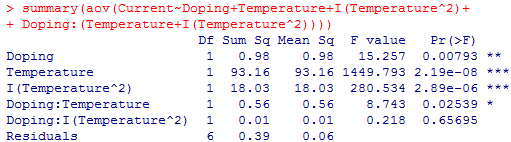 > summary(aov(Current~Doping+Temperature+I(Temperature^2)+
+ Doping:(Temperature+I(Temperature^2))))
                         Df Sum Sq Mean Sq  F value   Pr(>F)
Doping                    1   0.98    0.98   15.257  0.00793 **
Temperature               1  93.16   93.16 1449.793 2.19e-08 ***
I(Temperature^2)          1  18.03   18.03  280.534 2.89e-06 ***
Doping:Temperature        1   0.56    0.56    8.743  0.02539 *
Doping:I(Temperature^2)   1   0.01    0.01    0.218  0.65695
Residuals                 6   0.39    0.06